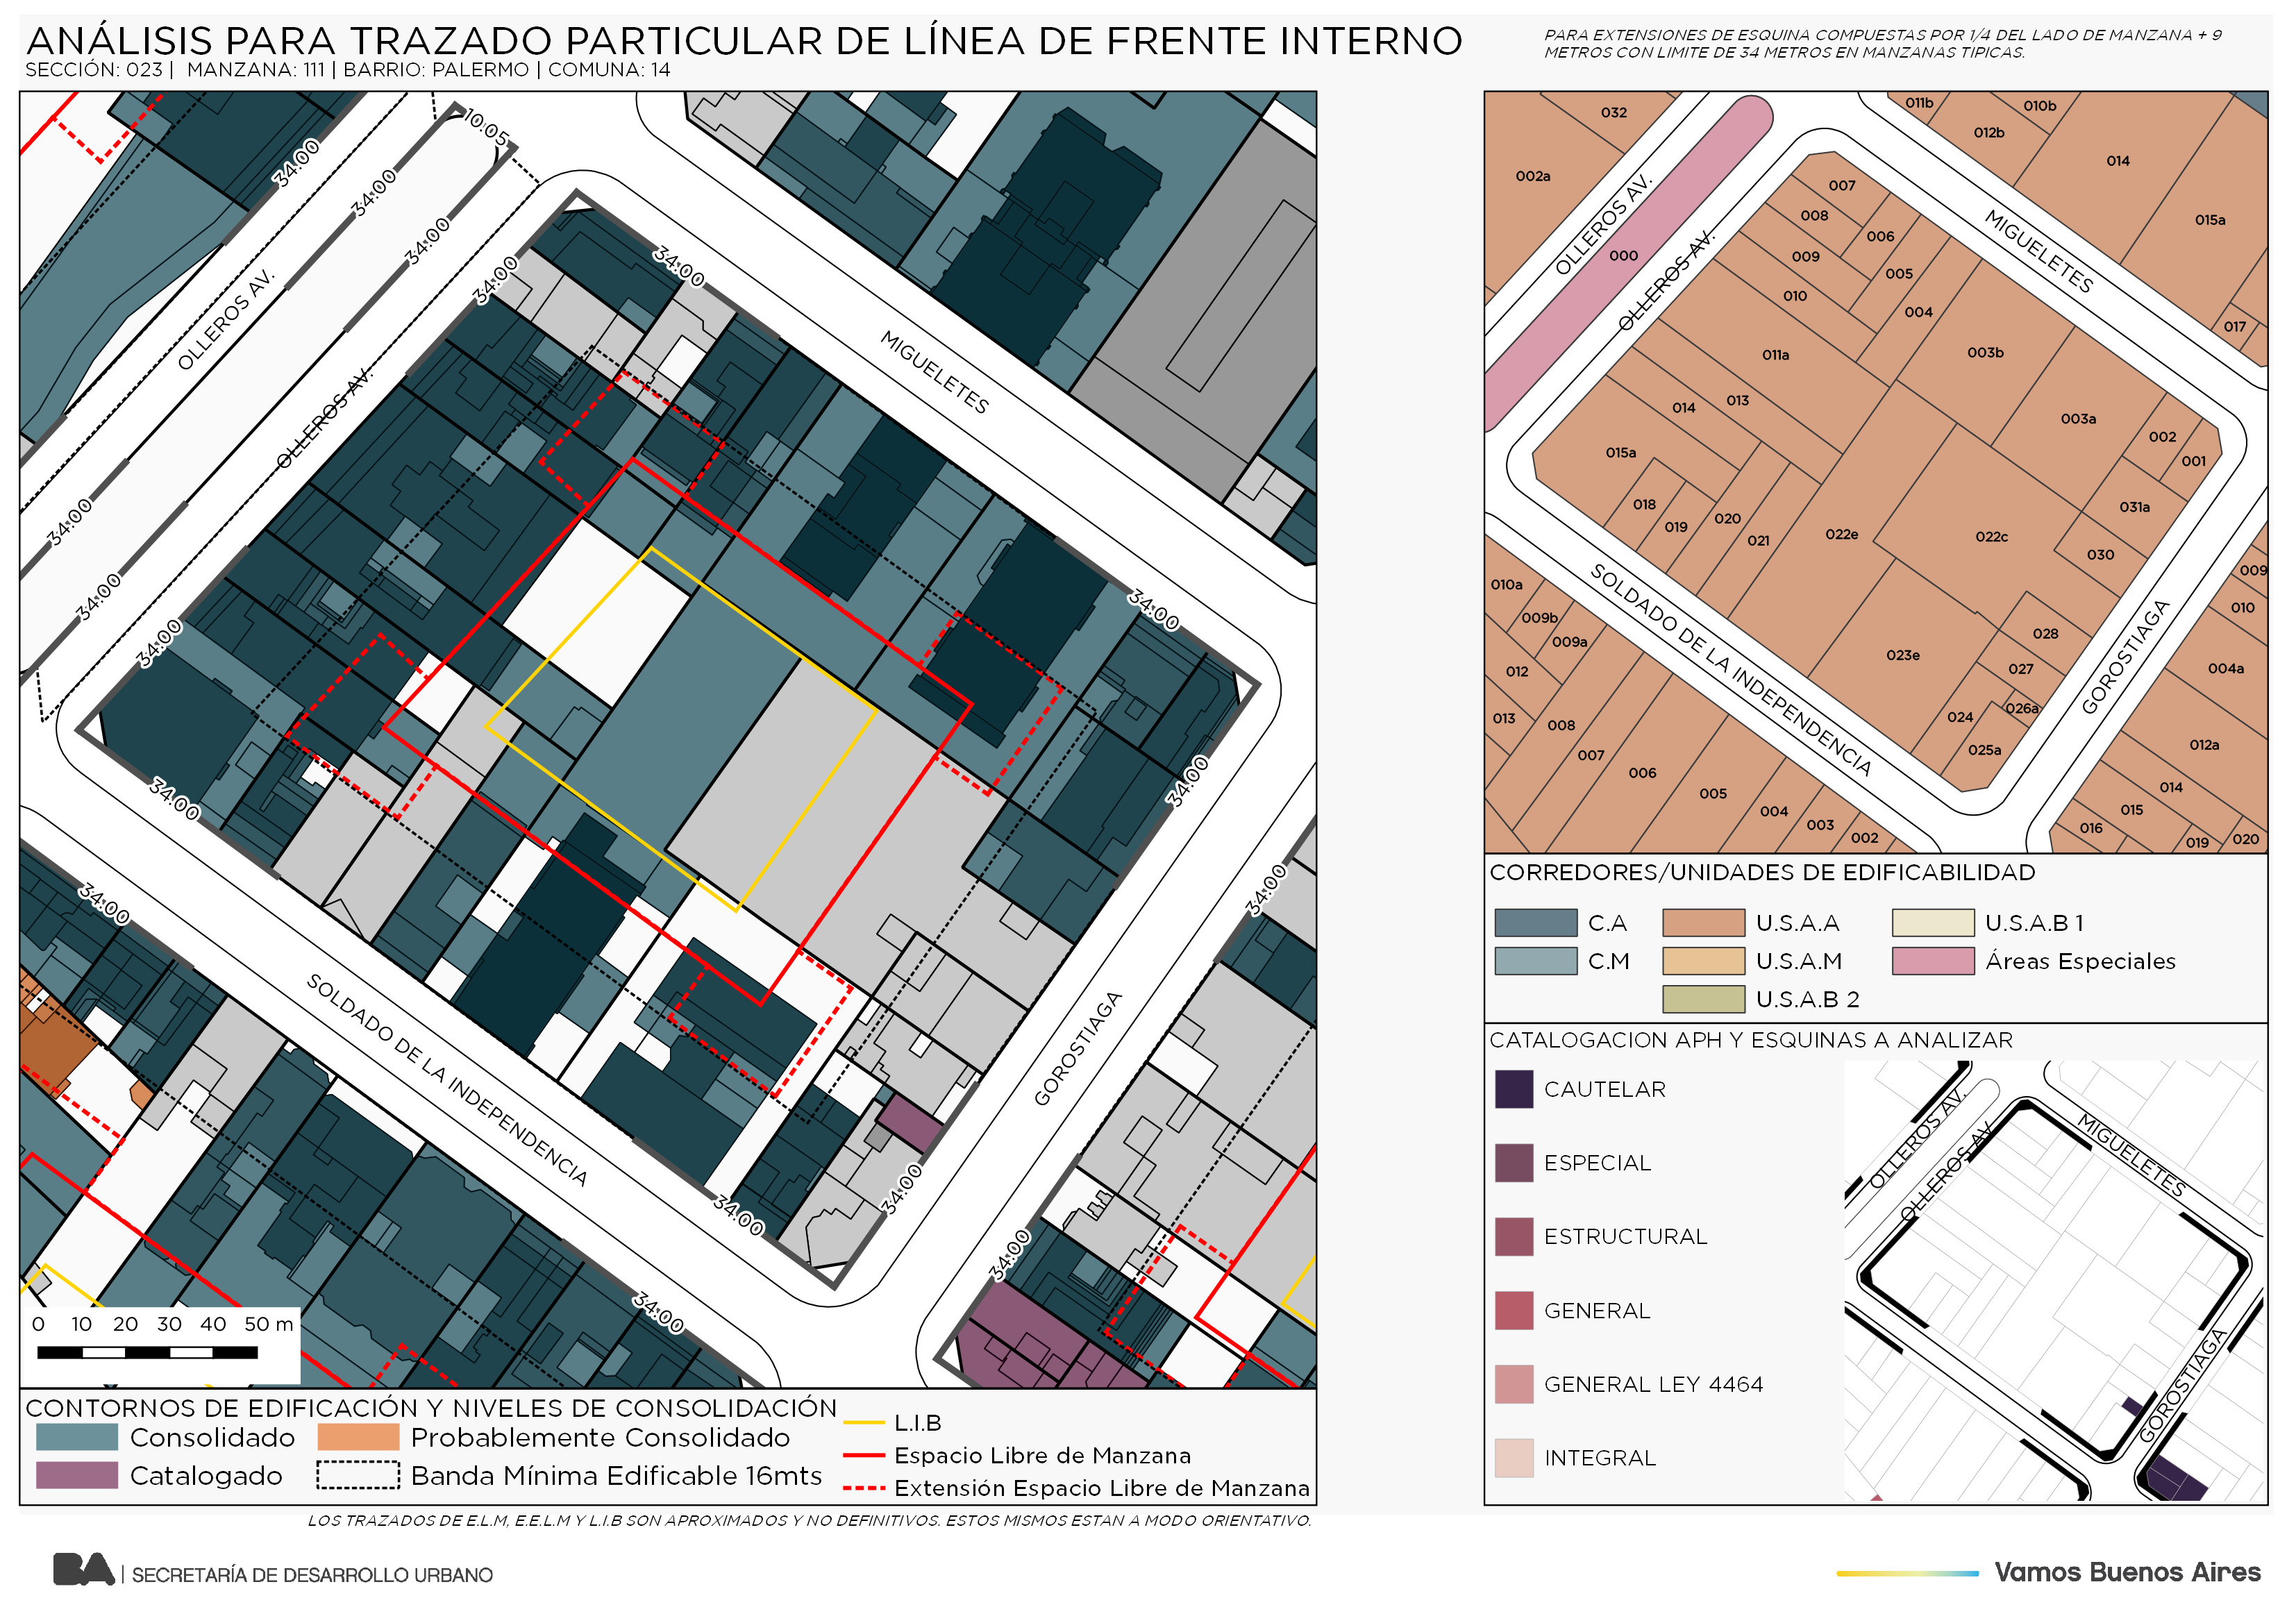 ANÁLISIS PARA TRAZADO PARTICULAR DE LÍNEA DE FRENTE INTERNO
SECCIÓN: 023 | MANZANA: 111 | BARRIO: PALERMO | COMUNA: 14
PARA EXTENSIONES DE ESQUINA COMPUESTAS POR 1/4 DEL LADO DE MANZANA + 9
METROS CON LIMITE DE 34 METROS EN MANZANAS TIPICAS.
10.05
34:00
34:00
34:00
34:00
34:00
OLLEROS AV.
OLLEROS AV.
MIGUELETES
34:00
34:00
34:00
34:00
34:00
34:00
34:00
34:00
34:00
SOLDADO DE LA INDEPENDENCIA
GOROSTIAGA
34:00
34:00
34:00
34:00
0 10 20 30 40 50 m
CONTORNOS DE EDIFICACIÓN Y NIVELES DE CONSOLIDACIÓN
Consolidado
Probablemente Consolidado
Catalogado
Banda Mínima Edificable 16mts
L.I.B
Espacio Libre de Manzana
Extensión Espacio Libre de Manzana
LOS TRAZADOS DE E.L.M, E.E.L.M Y L.I.B SON APROXIMADOS Y NO DEFINITIVOS. ESTOS MISMOS ESTAN A MODO ORIENTATIVO.
032
002a
011b
010b
012b
014
015a
017
OLLEROS AV.
000
OLLEROS AV.
MIGUELETES
007
008
006
009
005
010
004
011a
003b
003a
013
014
002
001
015a
031a
018
019
020
021
022e
022c
030
028
023e
027
026a
024
025a
SOLDADO DE LA INDEPENDENCIA
GOROSTIAGA
010a
009b
009a
012
013
008
007
006
005
004
003
002
009
010
004a
012a
014
015
016
019
020
CORREDORES/UNIDADES DE EDIFICABILIDAD
C.A
U.S.A.A
U.S.A.B 1
C.M
U.S.A.M
Áreas Especiales
U.S.A.B 2
CATALOGACION APH Y ESQUINAS A ANALIZAR
CAUTELAR
ESPECIAL
ESTRUCTURAL
GENERAL
GENERAL LEY 4464
INTEGRAL
OLLEROS AV.
OLLEROS AV
MIGUELETES
GOROSTIAGA
BA | SECRETARÍA DE DESARROLLO URBANO
Vamos Buenos Aires